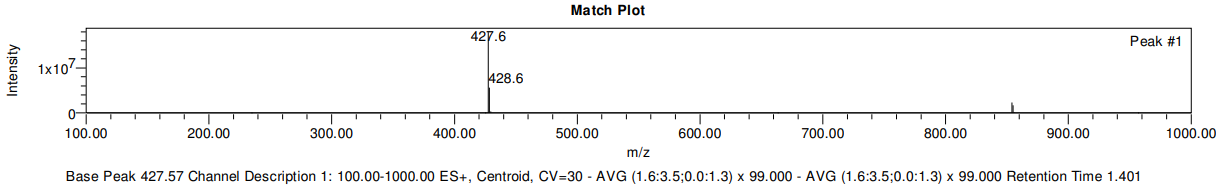 Match Plot
Intensity
1x10⁷
0
427.6
428.6
Peak #1
100.00 200.00 300.00 400.00 500.00 600.00 700.00 800.00 900.00 1000.00
m/z
Base Peak 427.57 Channel Description 1: 100.00-1000.00 ES+, Centroid, CV=30 - AVG (1.6:3.5;0.0:1.3) x 99.000 - AVG (1.6:3.5;0.0:1.3) x 99.000 Retention Time 1.401